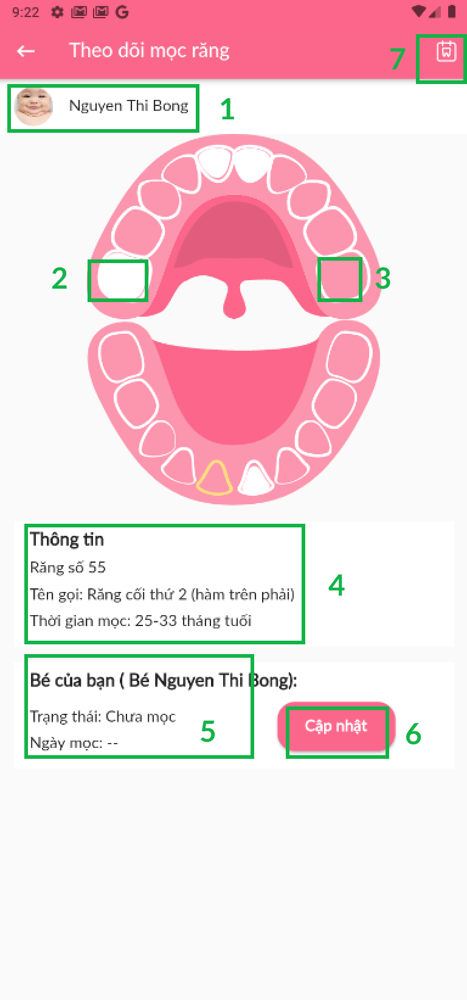 9:22
Theo dõi mọc răng
7
Nguyen Thi Bong
1
2
3
Thông tin
Răng số 55
Tên gọi: Răng cối thứ 2 (hàm trên phải)
Thời gian mọc: 25-33 tháng tuổi
4
Bé của bạn ( Bé Nguyen Thi Bong):
Trạng thái: Chưa mọc
Ngày mọc: --
5
Cập nhật
6